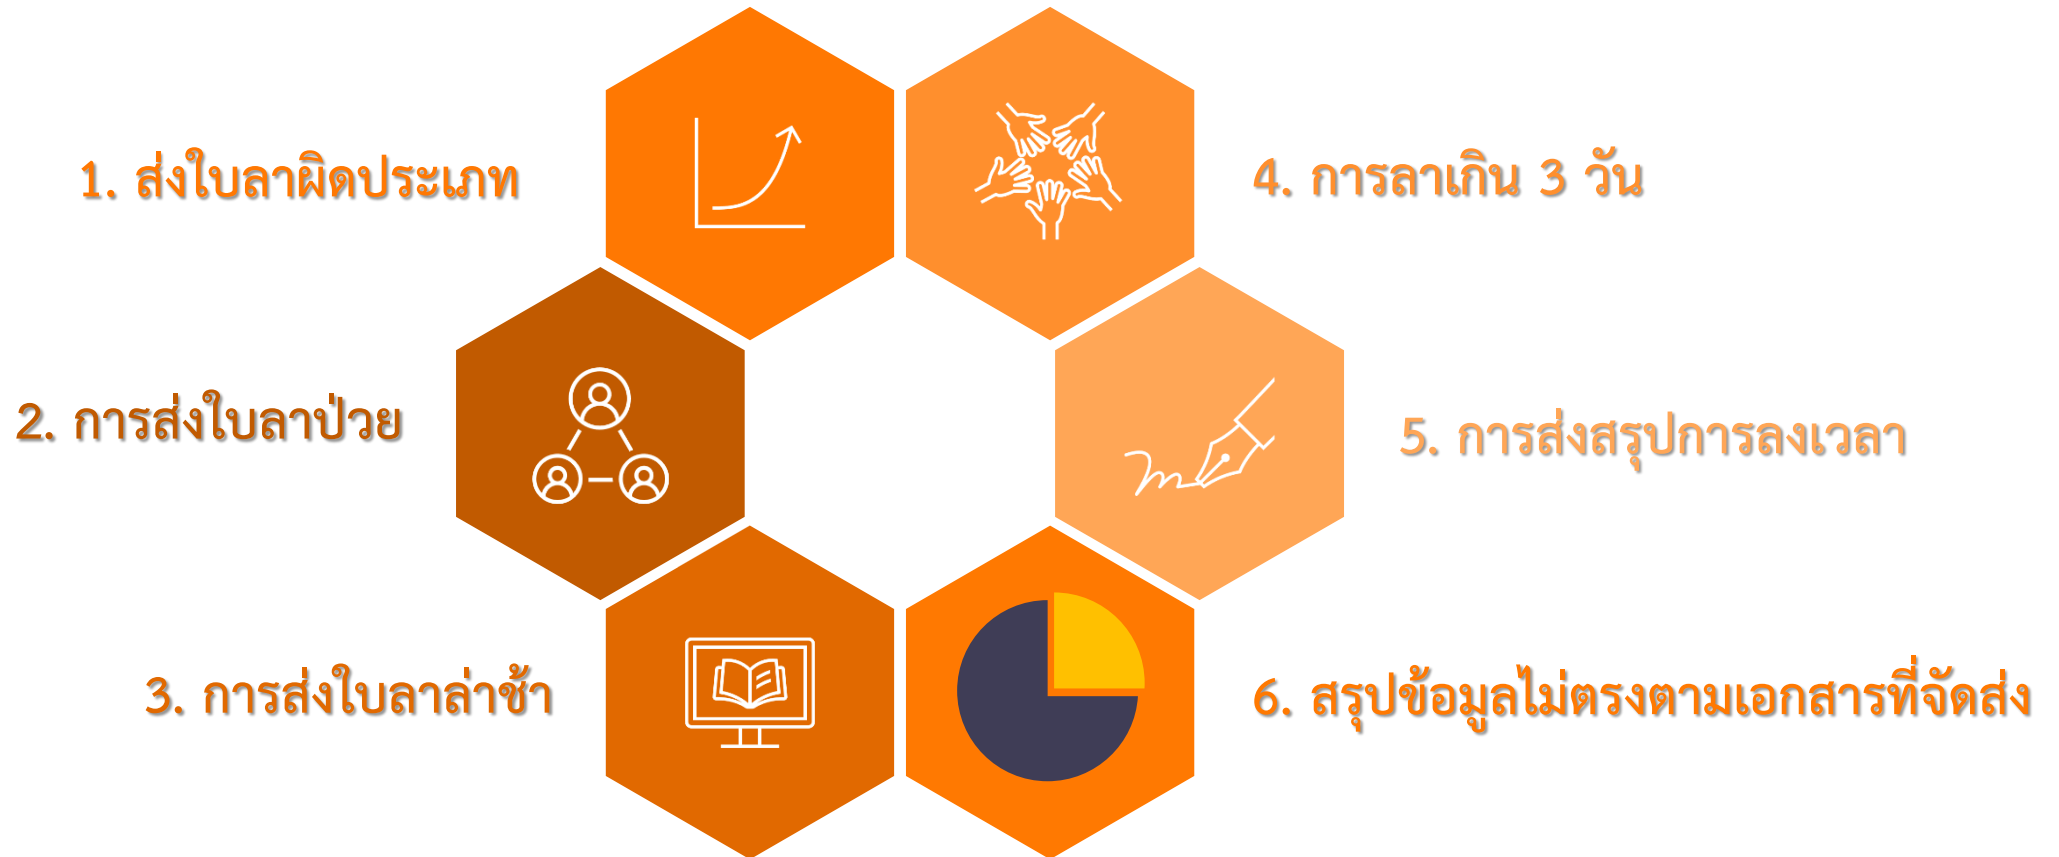 1. ส่งใบลาผิดประเภท
2. การส่งใบลาป่วย
3. การส่งใบลาล่าช้า
4. การลาเกิน 3 วัน
5. การส่งสรุปการลงเวลา
6. สรุปข้อมูลไม่ตรงตามเอกสารที่จัดส่ง